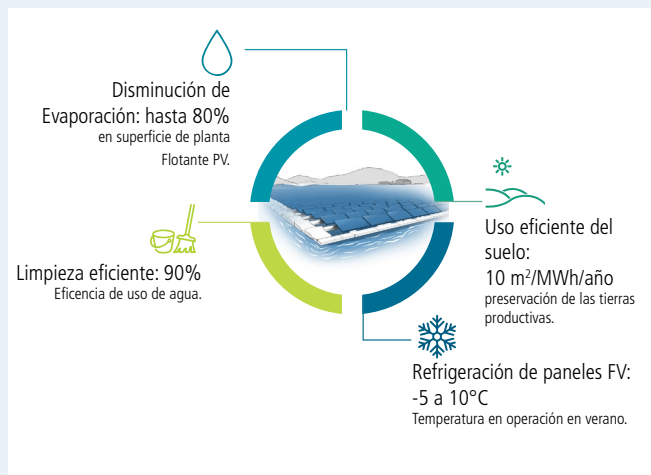 Disminución de
Evaporación: hasta 80%
en superficie de planta
Flotante PV.
Uso eficiente del
suelo:
10 m²/MWh/año
preservación de las tierras
productivas.
Limpieza eficiente: 90%
Eficencia de uso de agua.
Refrigeración de paneles FV:
-5 a 10°C
Temperatura en operación en verano.